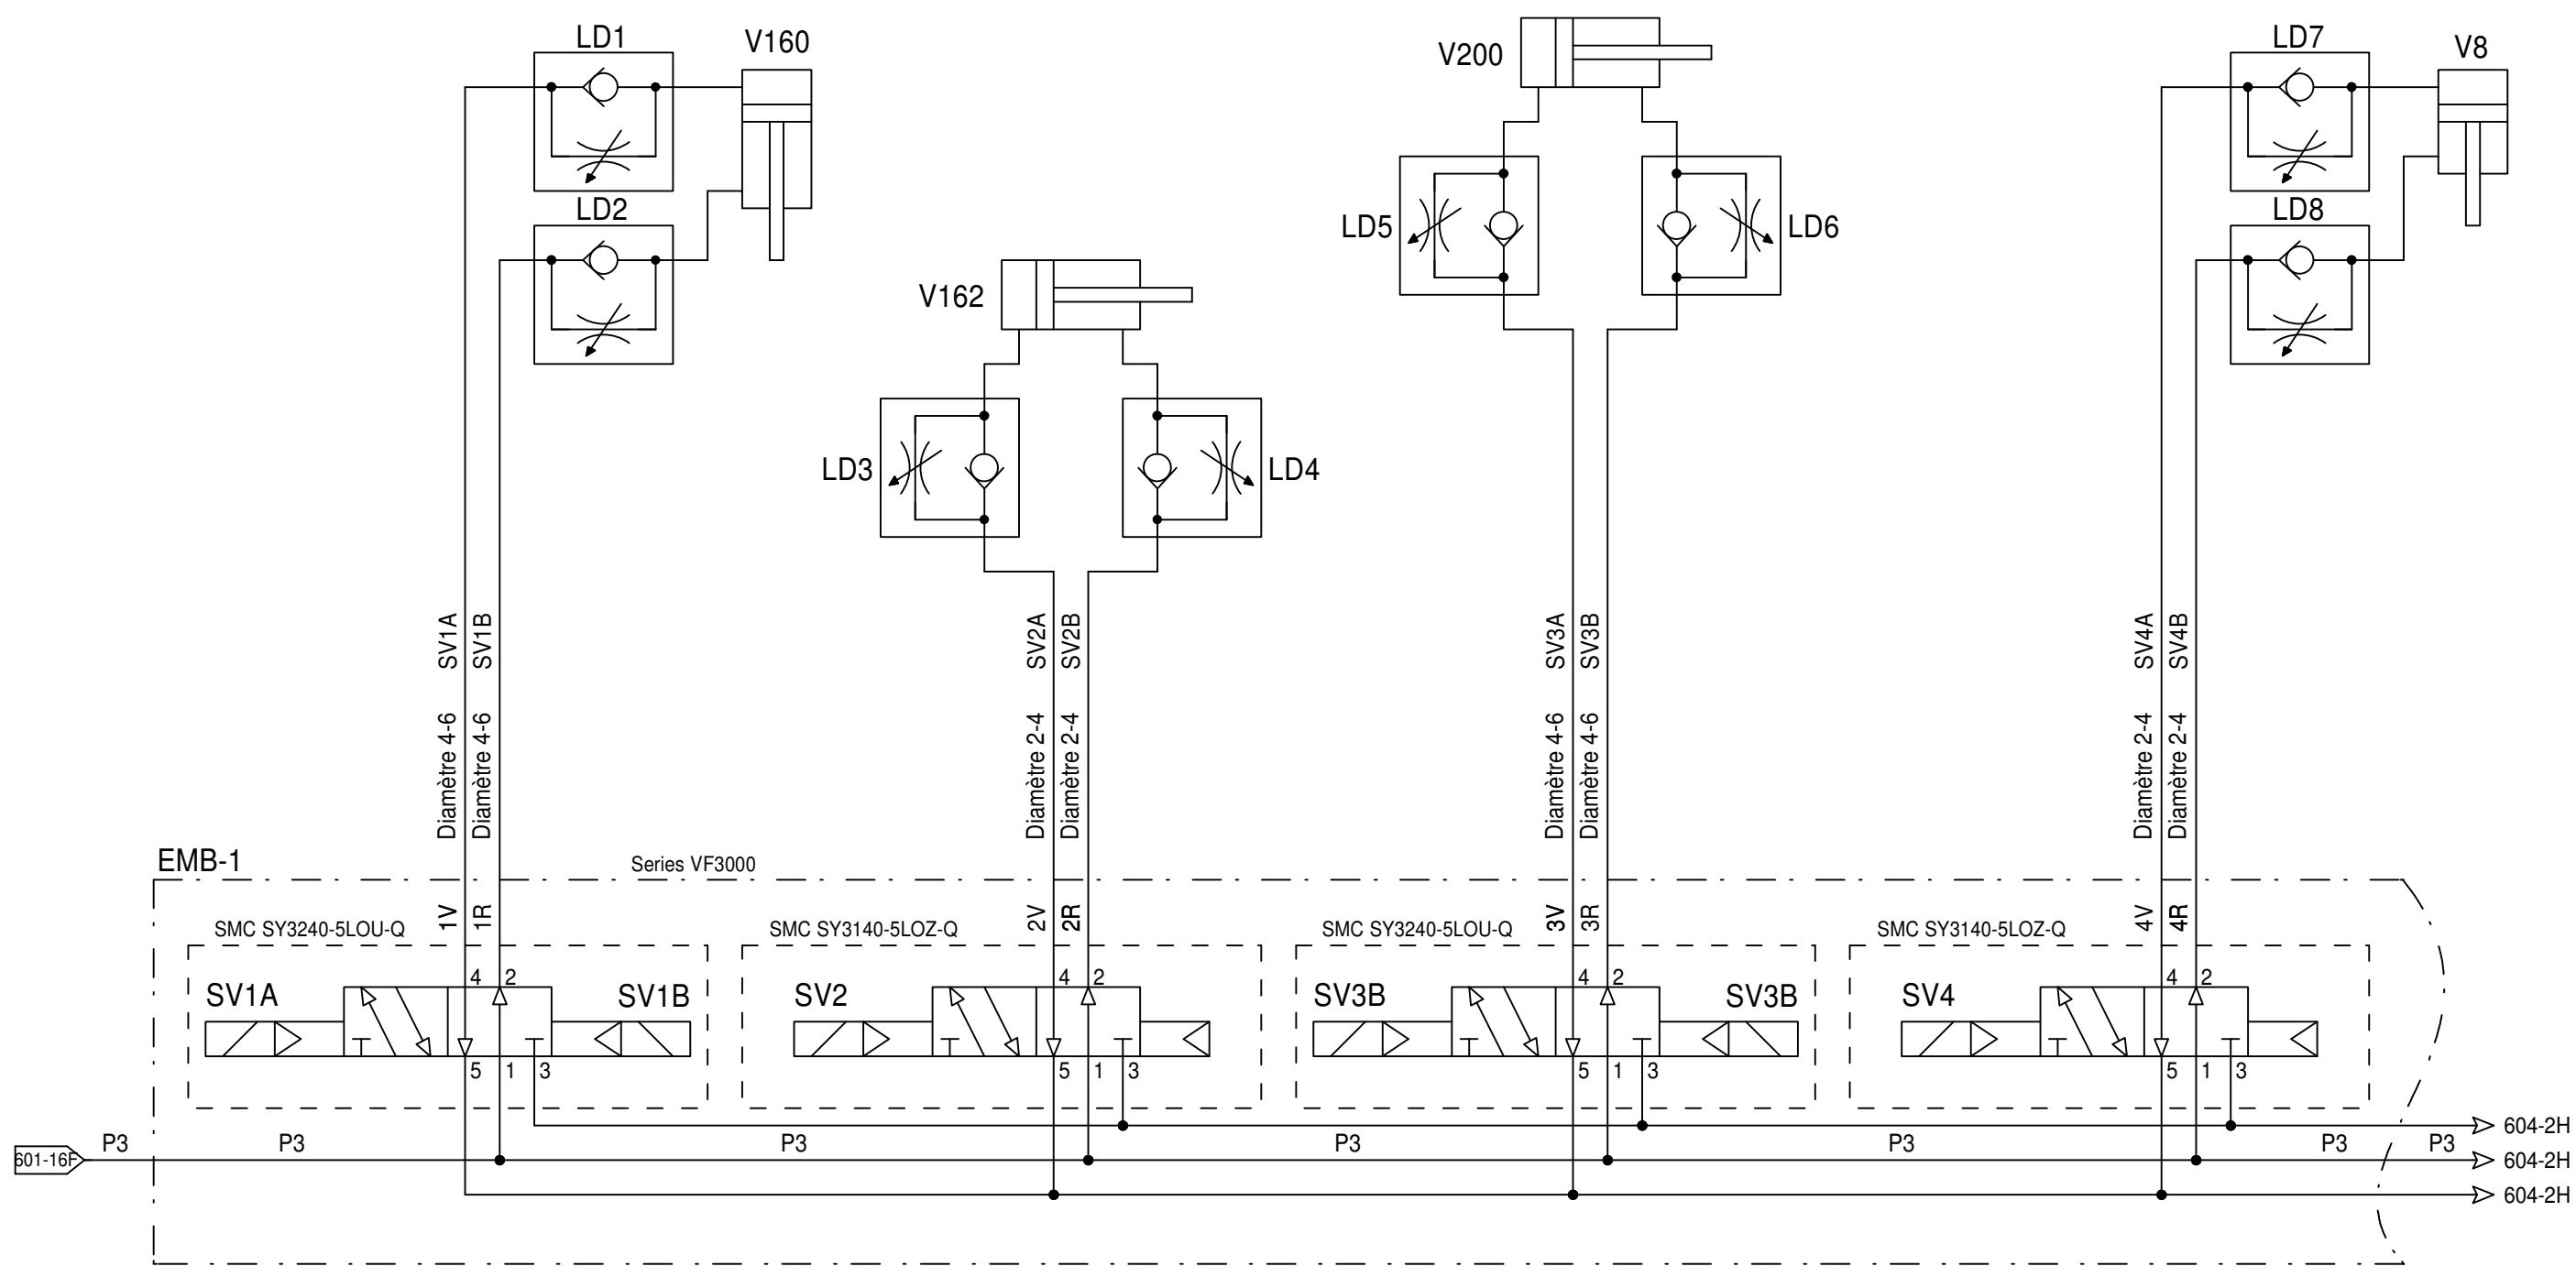 LD1
V160
V200
LD7
V8
LD2
LD8
LD5
LD6
V162
LD3
LD4
SV1A
SV1B
SV2A
SV2B
SV3A
SV3B
SV4A
SV4B
Diamètre 4-6
Diamètre 4-6
Diamètre 2-4
Diamètre 2-4
Diamètre 4-6
Diamètre 4-6
Diamètre 2-4
Diamètre 2-4
EMB-1
Series VF3000
1V
1R
2V
2R
3V
3R
4V
4R
SMC SY3240-5LOU-Q
SMC SY3140-5LOZ-Q
SMC SY3240-5LOU-Q
SMC SY3140-5LOZ-Q
4 2
4 2
4 2
4 2
SV1A
SV1B
SV2
SV3B
SV3B
SV4
5 1 3
5 1 3
5 1 3
5 1 3
604-2H
601-16F
P3
P3
P3
P3
P3
P3
P3
604-2H
604-2H